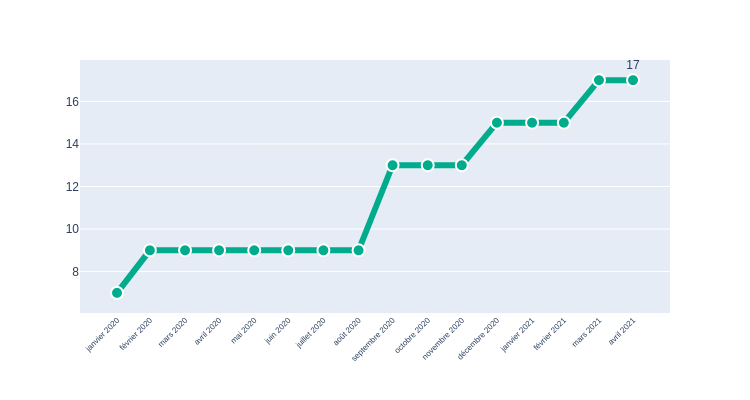 17
16
14
12
10
8
janvier 2020
février 2020
mars 2020
avril 2020
mai 2020
juin 2020
juillet 2020
août 2020
septembre 2020
octobre 2020
novembre 2020
décembre 2020
janvier 2021
février 2021
mars 2021
avril 2021